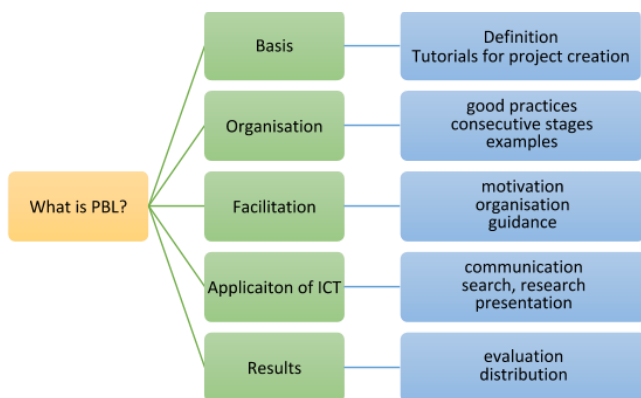 What is PBL?
Basis
Definition
Tutorials for project creation
Organisation
good practices
consecutive stages
examples
Facilitation
motivation
organisation
guidance
Applicaiton of ICT
communication
search, research
presentation
Results
evaluation
distribution